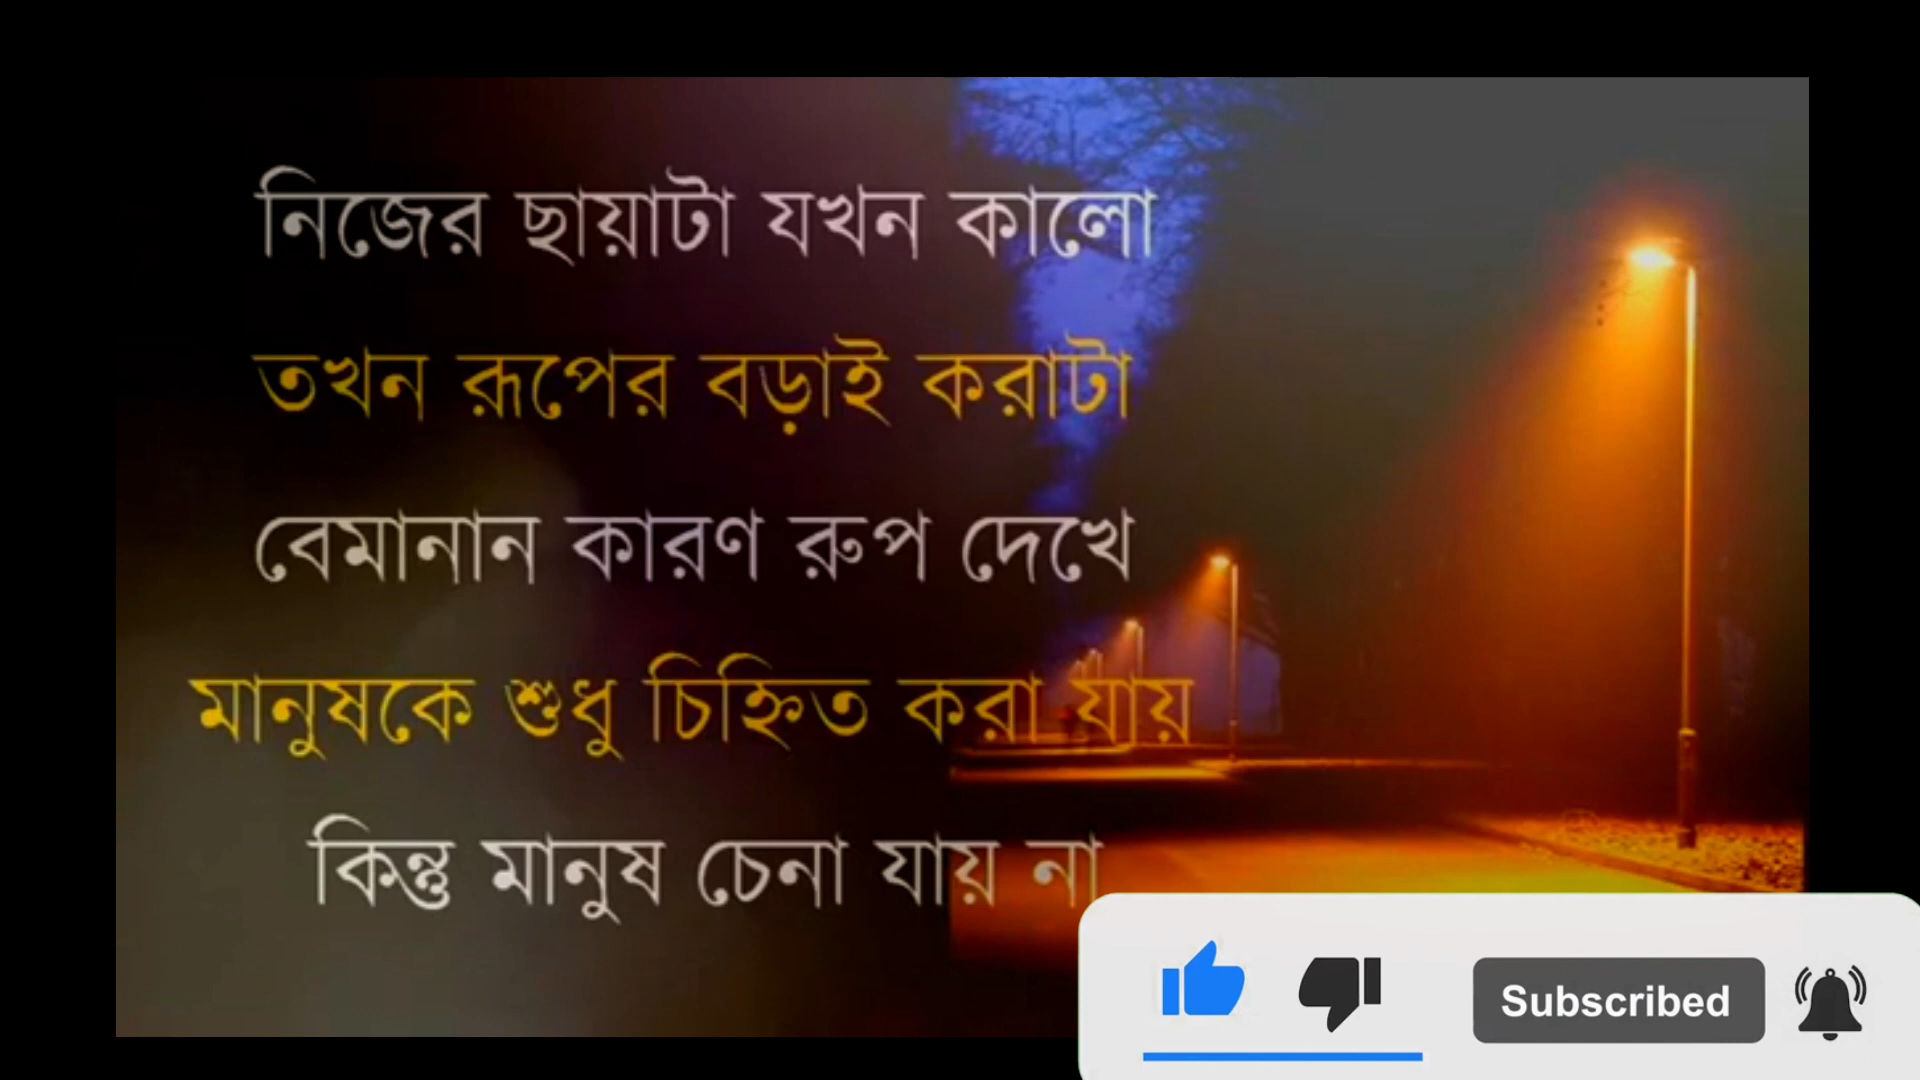 নিজের ছায়াটা যখন কালো
তখন রূপের বড়াই করাটা
বেমানান কারণ রুপ দেখে
মানুষকে শুধু চিহ্নিত করা যায়
কিন্তু মানুষ চেনা যায় না
Subscribed